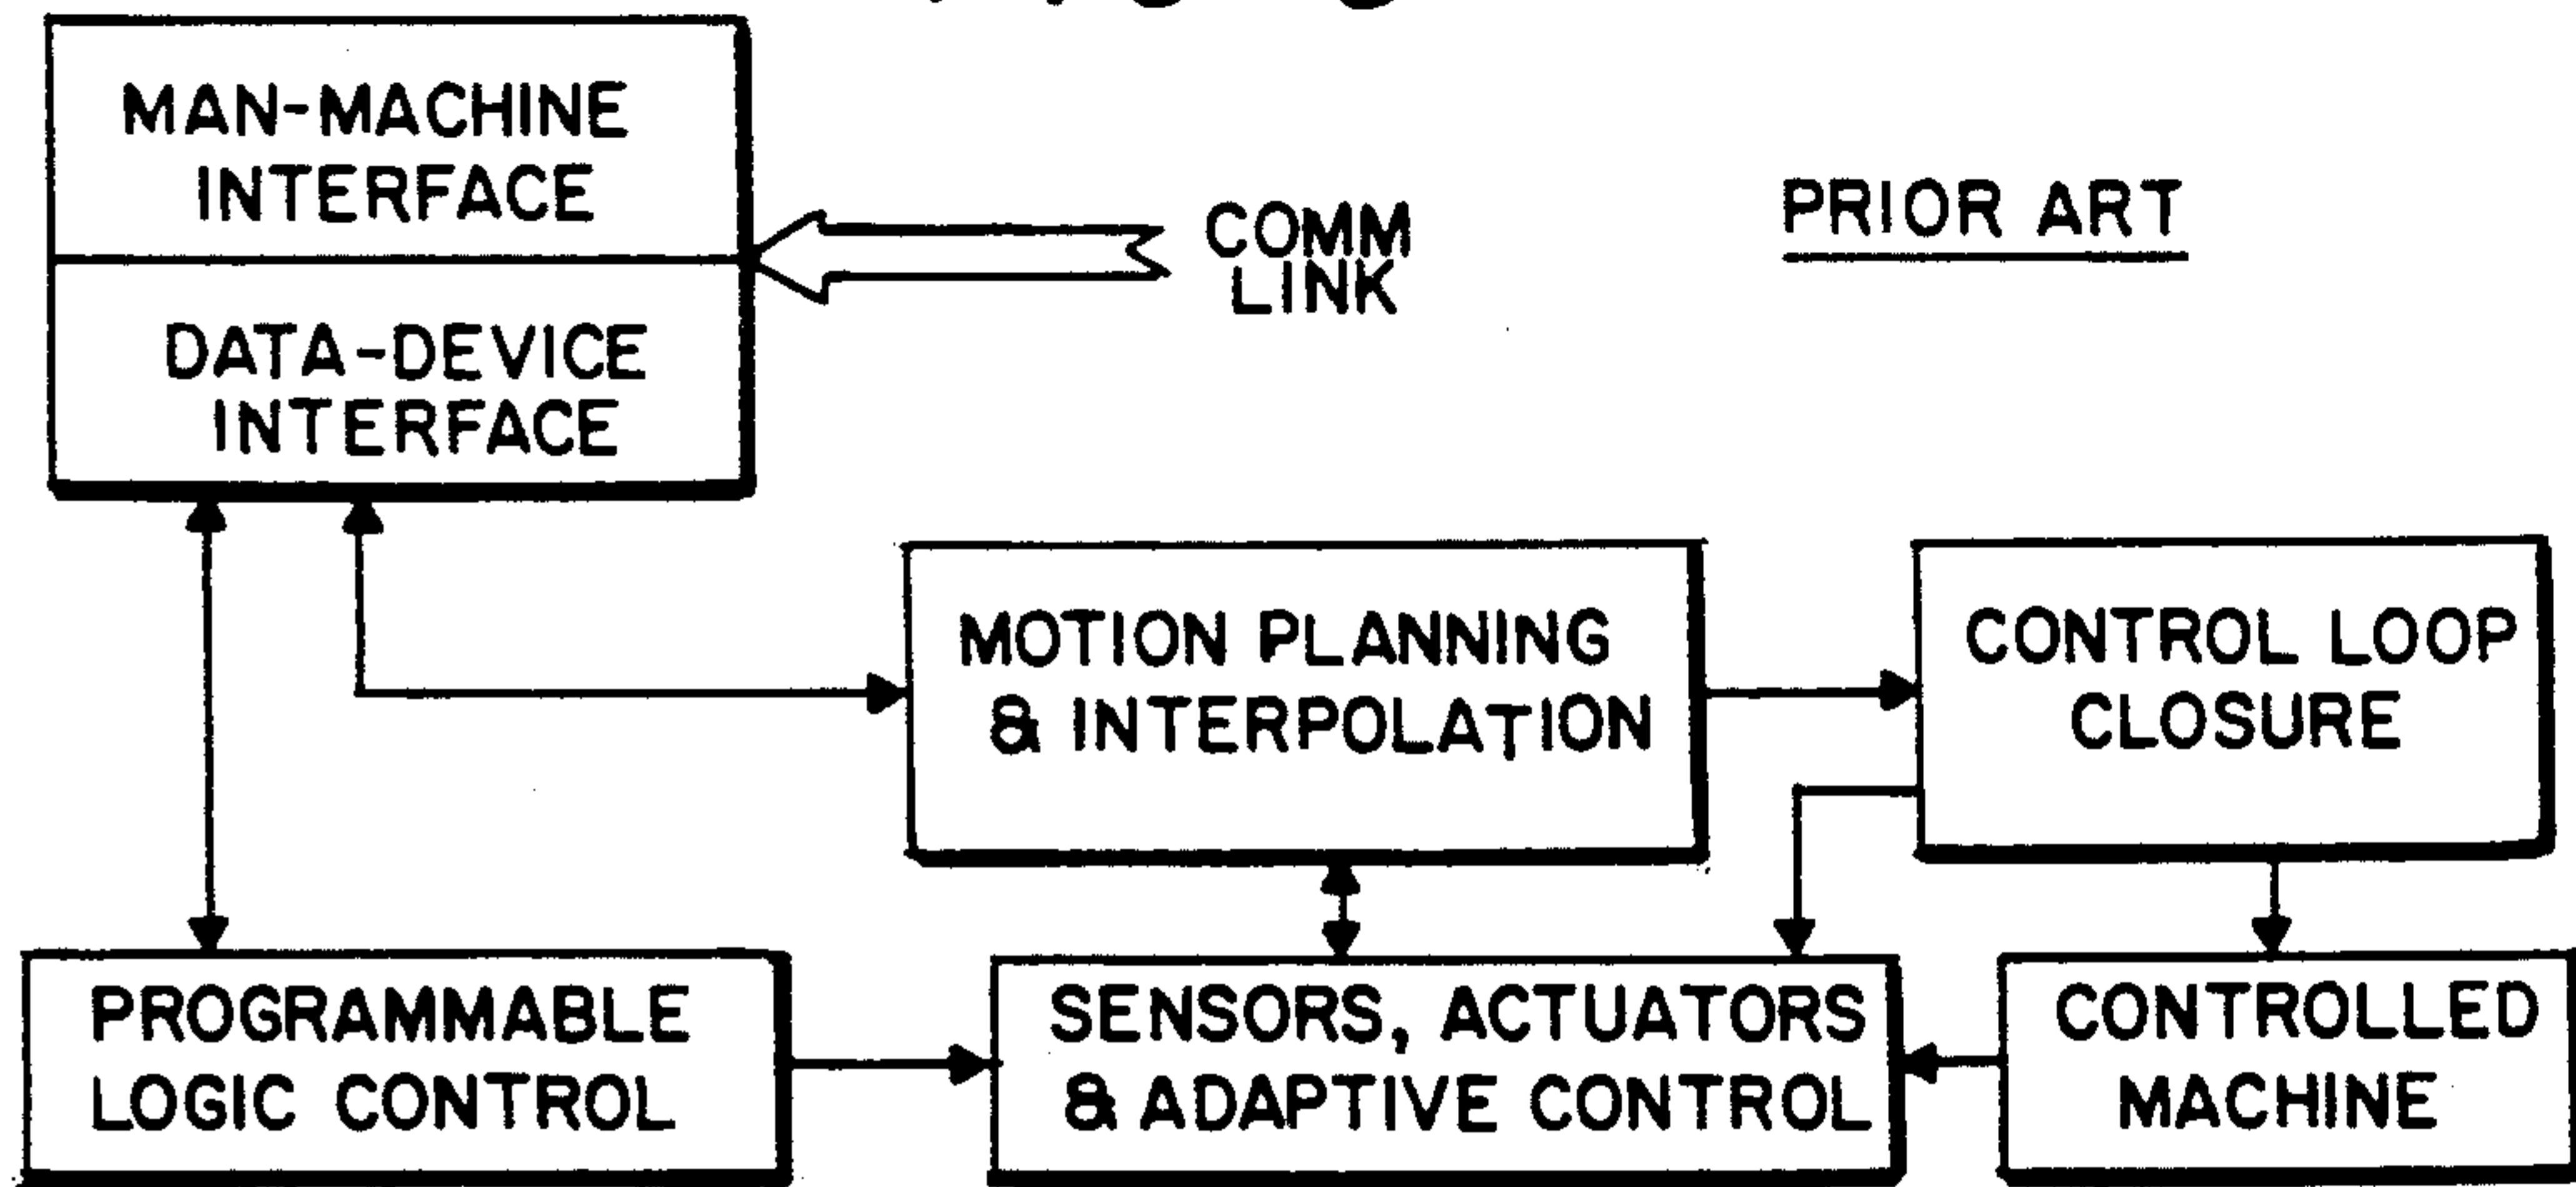 MAN-MACHINE
INTERFACE
DATA-DEVICE
INTERFACE
COMM
LINK
PRIOR ART
MOTION PLANNING
& INTERPOLATION
CONTROL LOOP
CLOSURE
PROGRAMMABLE
LOGIC CONTROL
SENSORS, ACTUATORS
& ADAPTIVE CONTROL
CONTROLLED
MACHINE